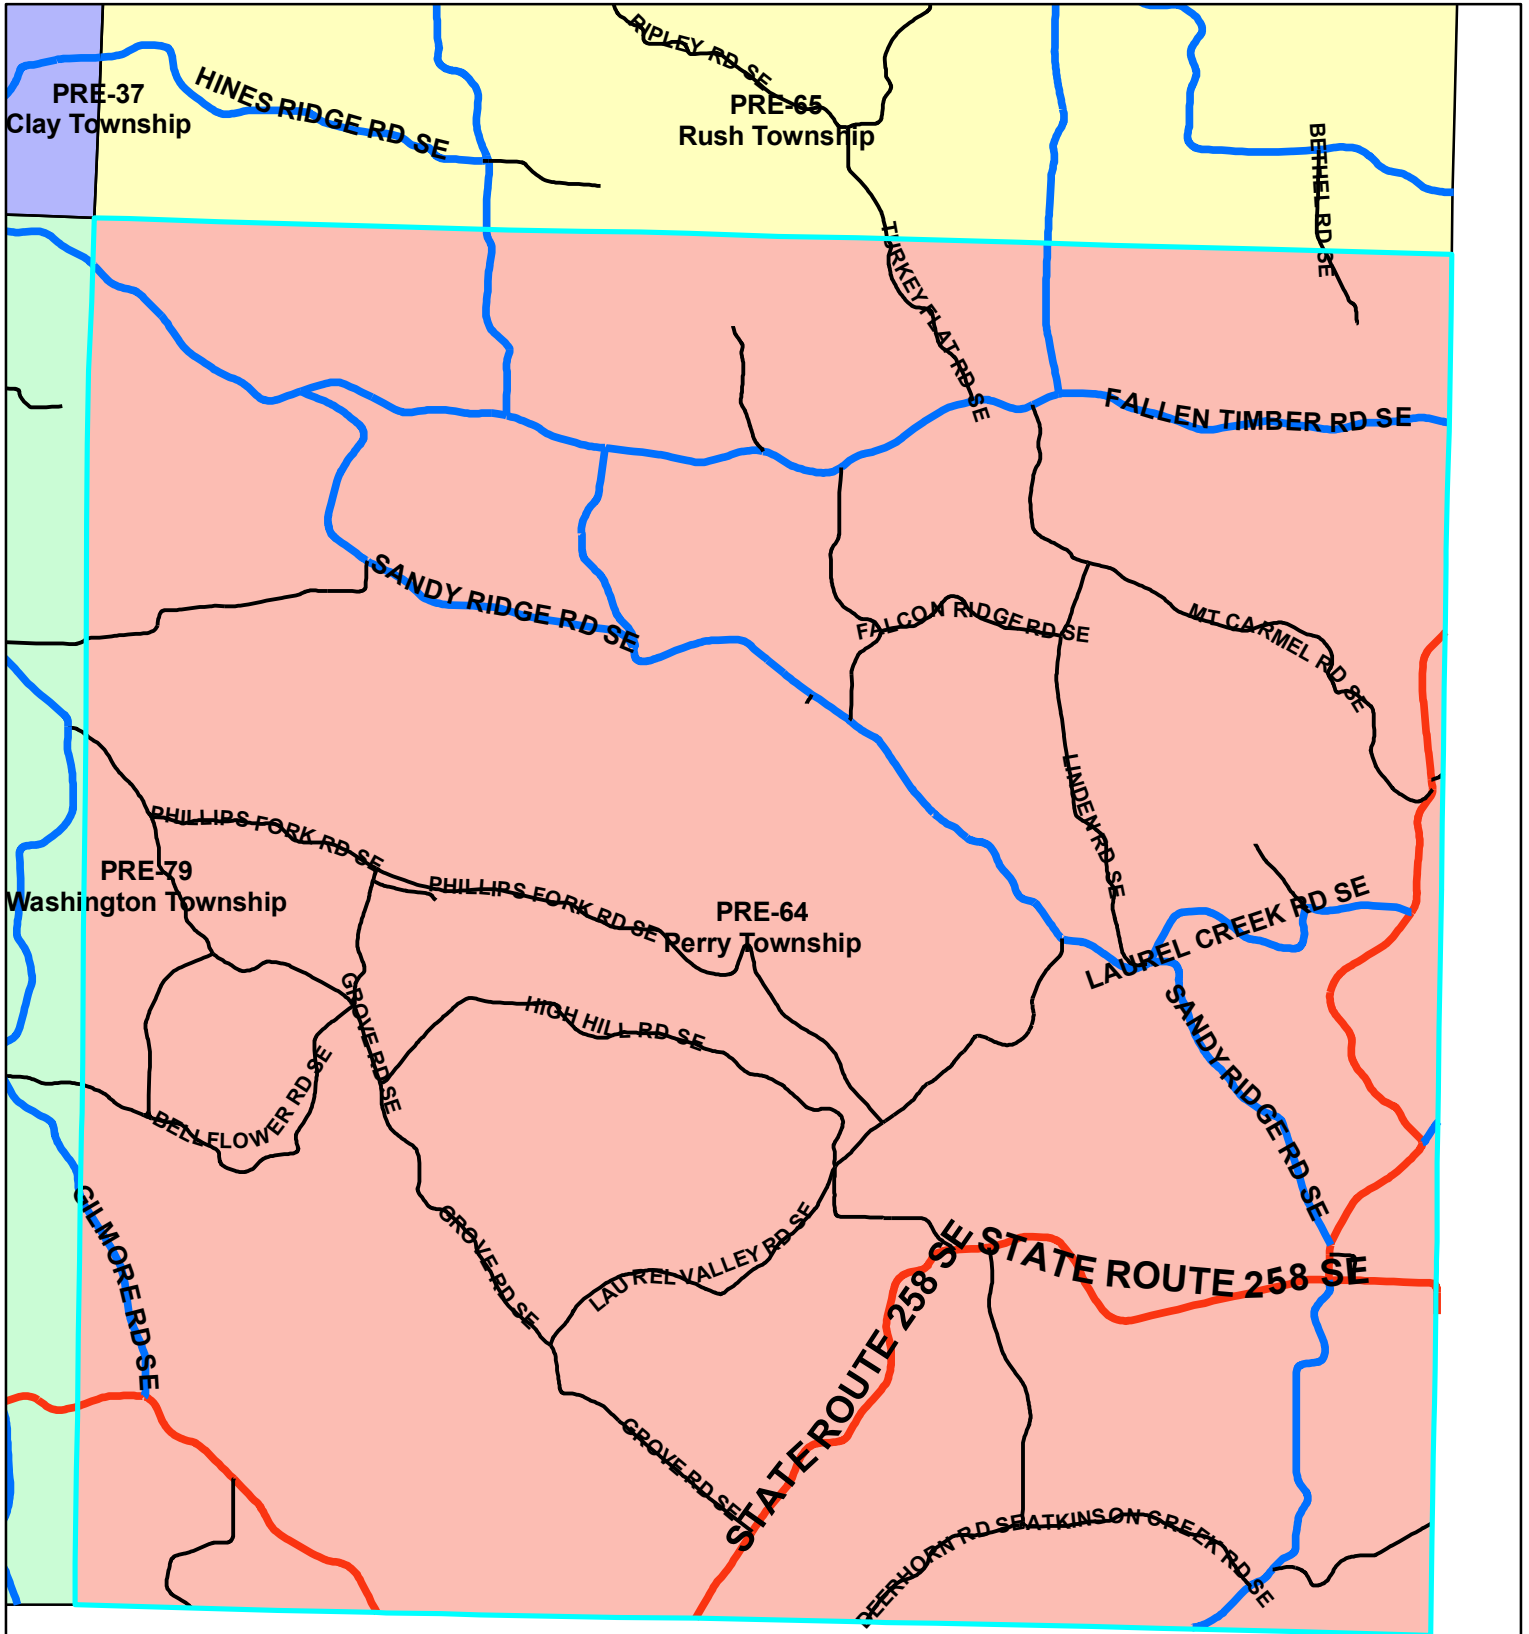 RIPLEY RD SE
PRE-37
Clay Township
HINES RIDGE RD SE
PRE-65
Rush Township
BETHEL RD SE
TURKEY FLAT RD SE
FALLEN TIMBER RD SE
SANDY RIDGE RD SE
FALCON RIDGE RD SE
MT CARMEL RD SE
LINDEN RD SE
PHILLIPS FORK RD SE
PRE-79
Washington Township
PHILLIPS FORK RD SE
PRE-64
Perry Township
LAUREL CREEK RD SE
GROVE RD SE
HIGH HILL RD SE
SANDY RIDGE RD SE
BELLFLOWER RD SE
GILMORE RD SE
GROVE RD SE
LAUREL VALLEY RD SE
STATE ROUTE 258 SE
STATE ROUTE 258 SE
GROVE RD SE
DEERHORN RD SE
ATKINSON CREEK RD SE